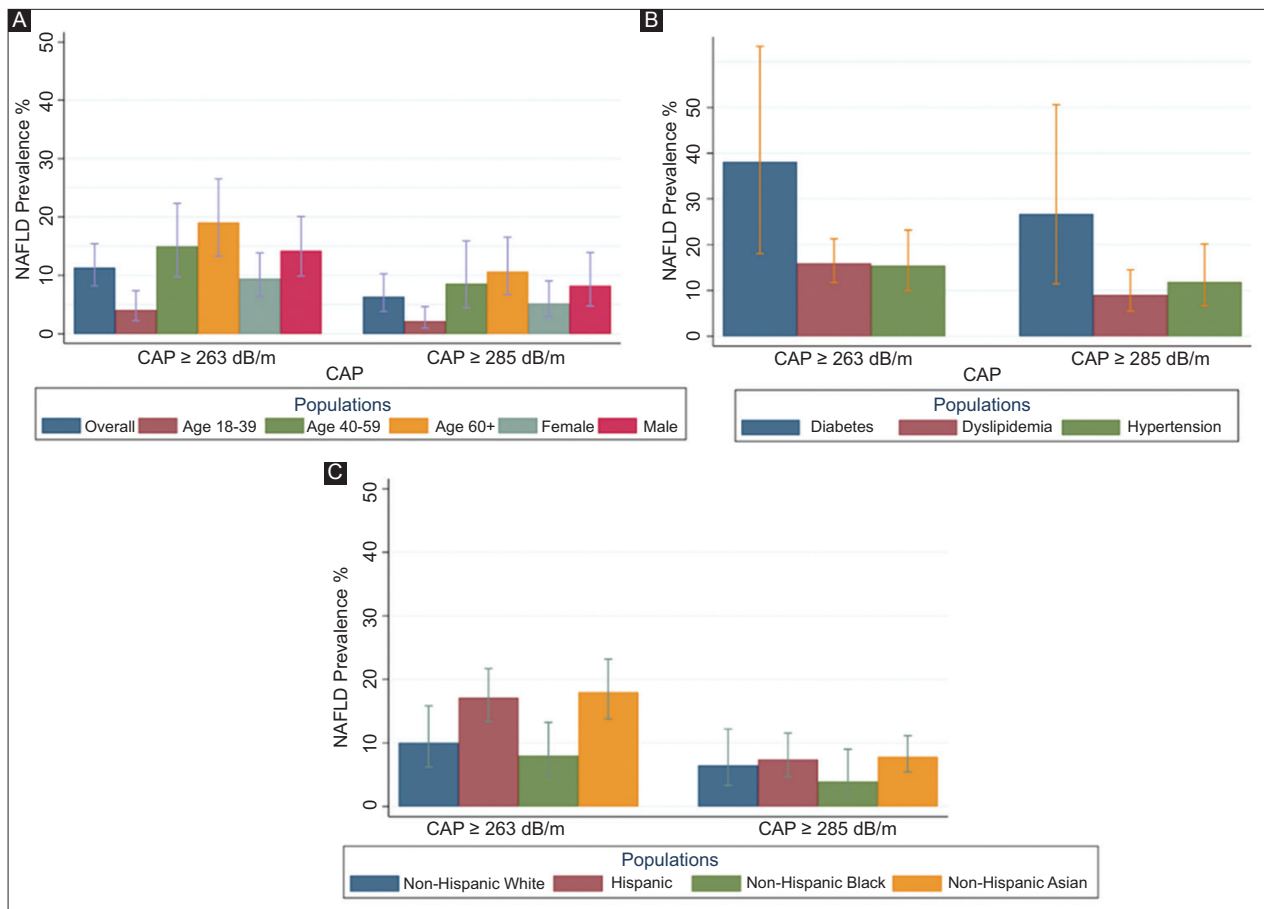 A
NAFLD Prevalence %
50
40
30
20
10
0
CAP ≥ 263 dB/m
CAP ≥ 285 dB/m
CAP
Populations
Overall
Age 18-39
Age 40-59
Age 60+
Female
Male
B
NAFLD Prevalence %
50
40
30
20
10
0
CAP ≥ 263 dB/m
CAP ≥ 285 dB/m
CAP
Populations
Diabetes
Dyslipidemia
Hypertension
C
NAFLD Prevalence %
50
40
30
20
10
0
CAP ≥ 263 dB/m
CAP ≥ 285 dB/m
Populations
Non-Hispanic White
Hispanic
Non-Hispanic Black
Non-Hispanic Asian